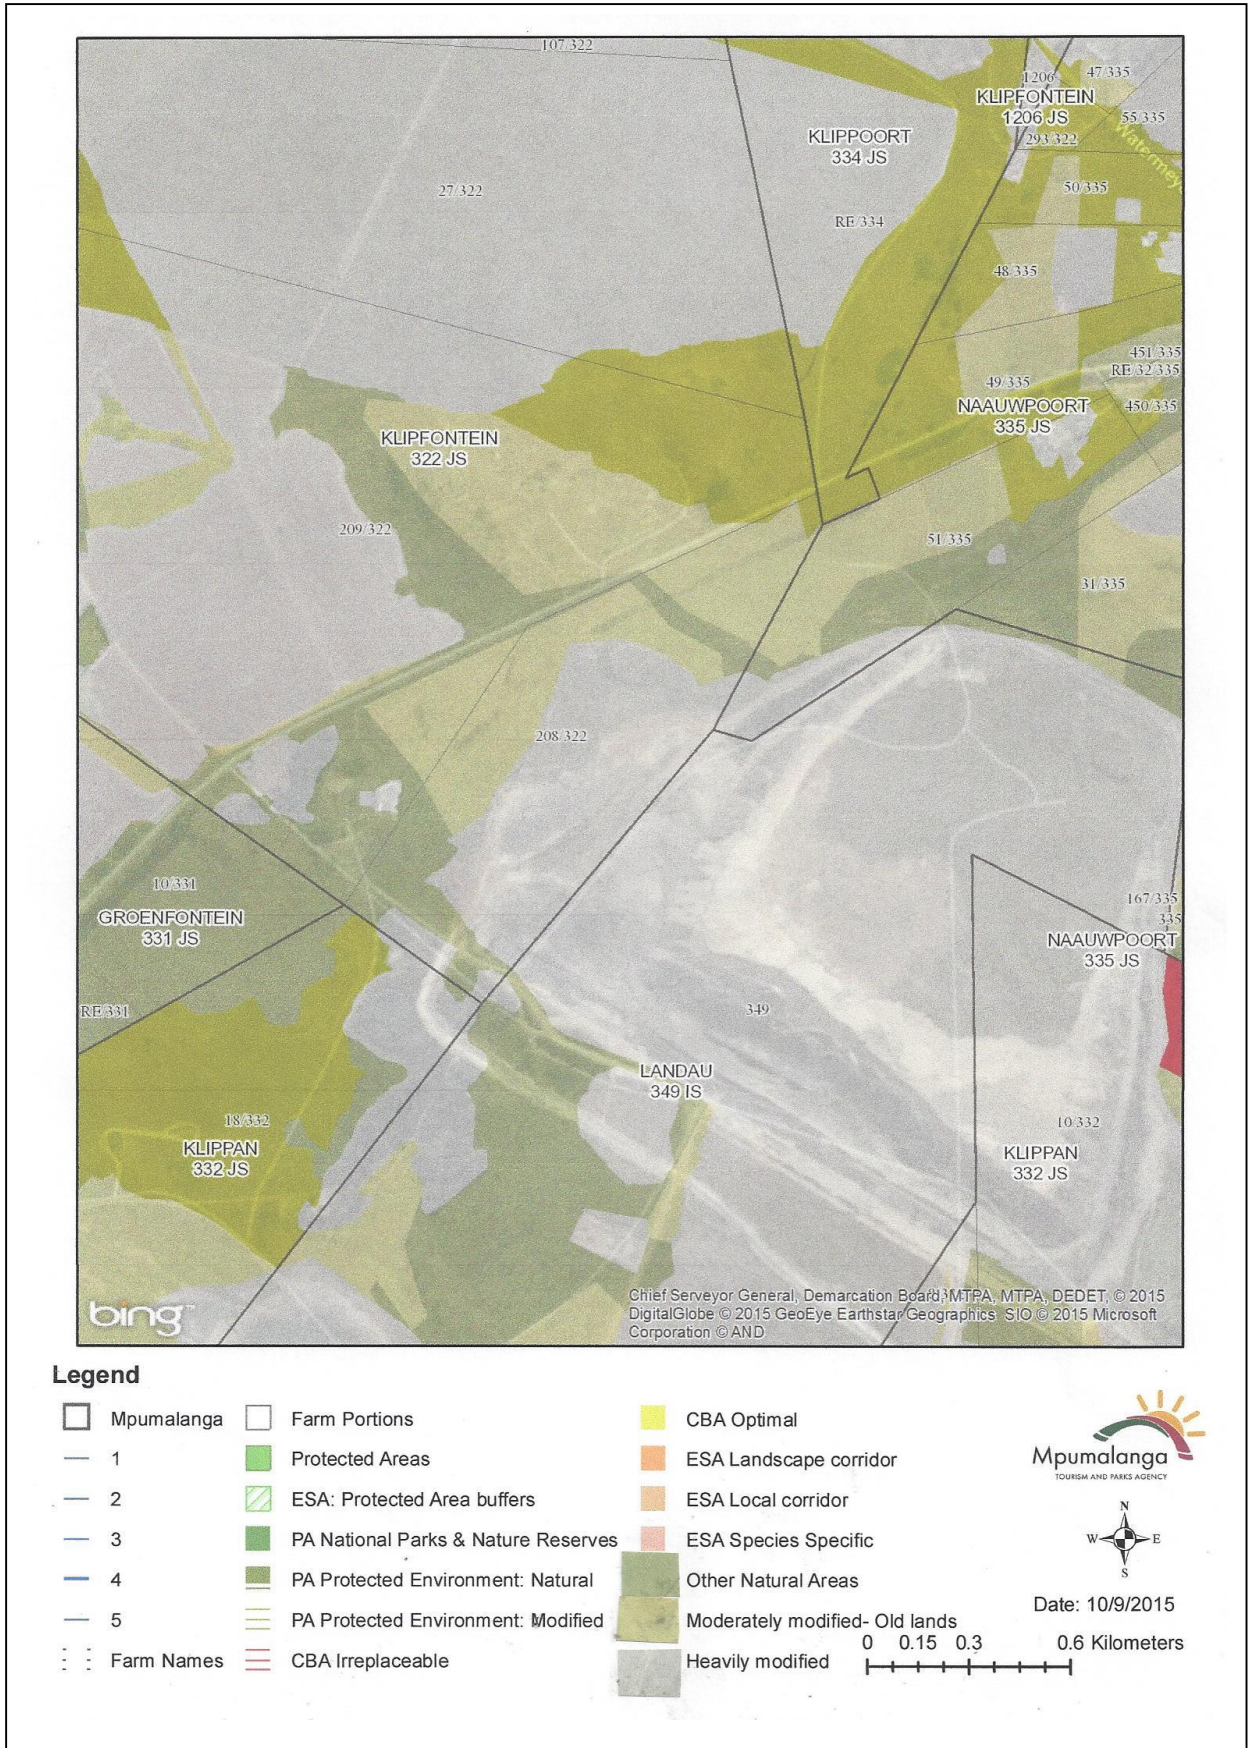 107/322
1206
47/335
KLIPFONTEIN
1206 JS
55/335
KLIPPOORT
334 JS
293/322
27/322
50/335
RE/334
48/335
451/335
RE/32/335
49/335
NAAUWPOORT
335 JS
450/335
KLIPFONTEIN
322 JS
209/322
51/335
31/335
208/322
10/331
GROENFONTEIN
331 JS
167/335
335
NAAUWPOORT
335 JS
RE/331
349
LANDAU
349 IS
18/332
KLIPPAN
332 JS
10/332
KLIPPAN
332 JS
bing
Chief Serveyor General, Demarcation Board, MTPA, MTPA, DEDET, © 2015
DigitalGlobe © 2015 GeoEye Earthstar Geographics SIO © 2015 Microsoft
Corporation © AND
Legend
Mpumalanga
1
2
3
4
5
Farm Names
Farm Portions
Protected Areas
ESA: Protected Area buffers
PA National Parks & Nature Reserves
PA Protected Environment: Natural
PA Protected Environment: Modified
CBA Irreplaceable
CBA Optimal
ESA Landscape corridor
ESA Local corridor
ESA Species Specific
Other Natural Areas
Moderately modified- Old lands
Heavily modified
Mpumalanga
TOURISM AND PARKS AGENCY
N
W E
S
Date: 10/9/2015
0 0.15 0.3 0.6 Kilometers